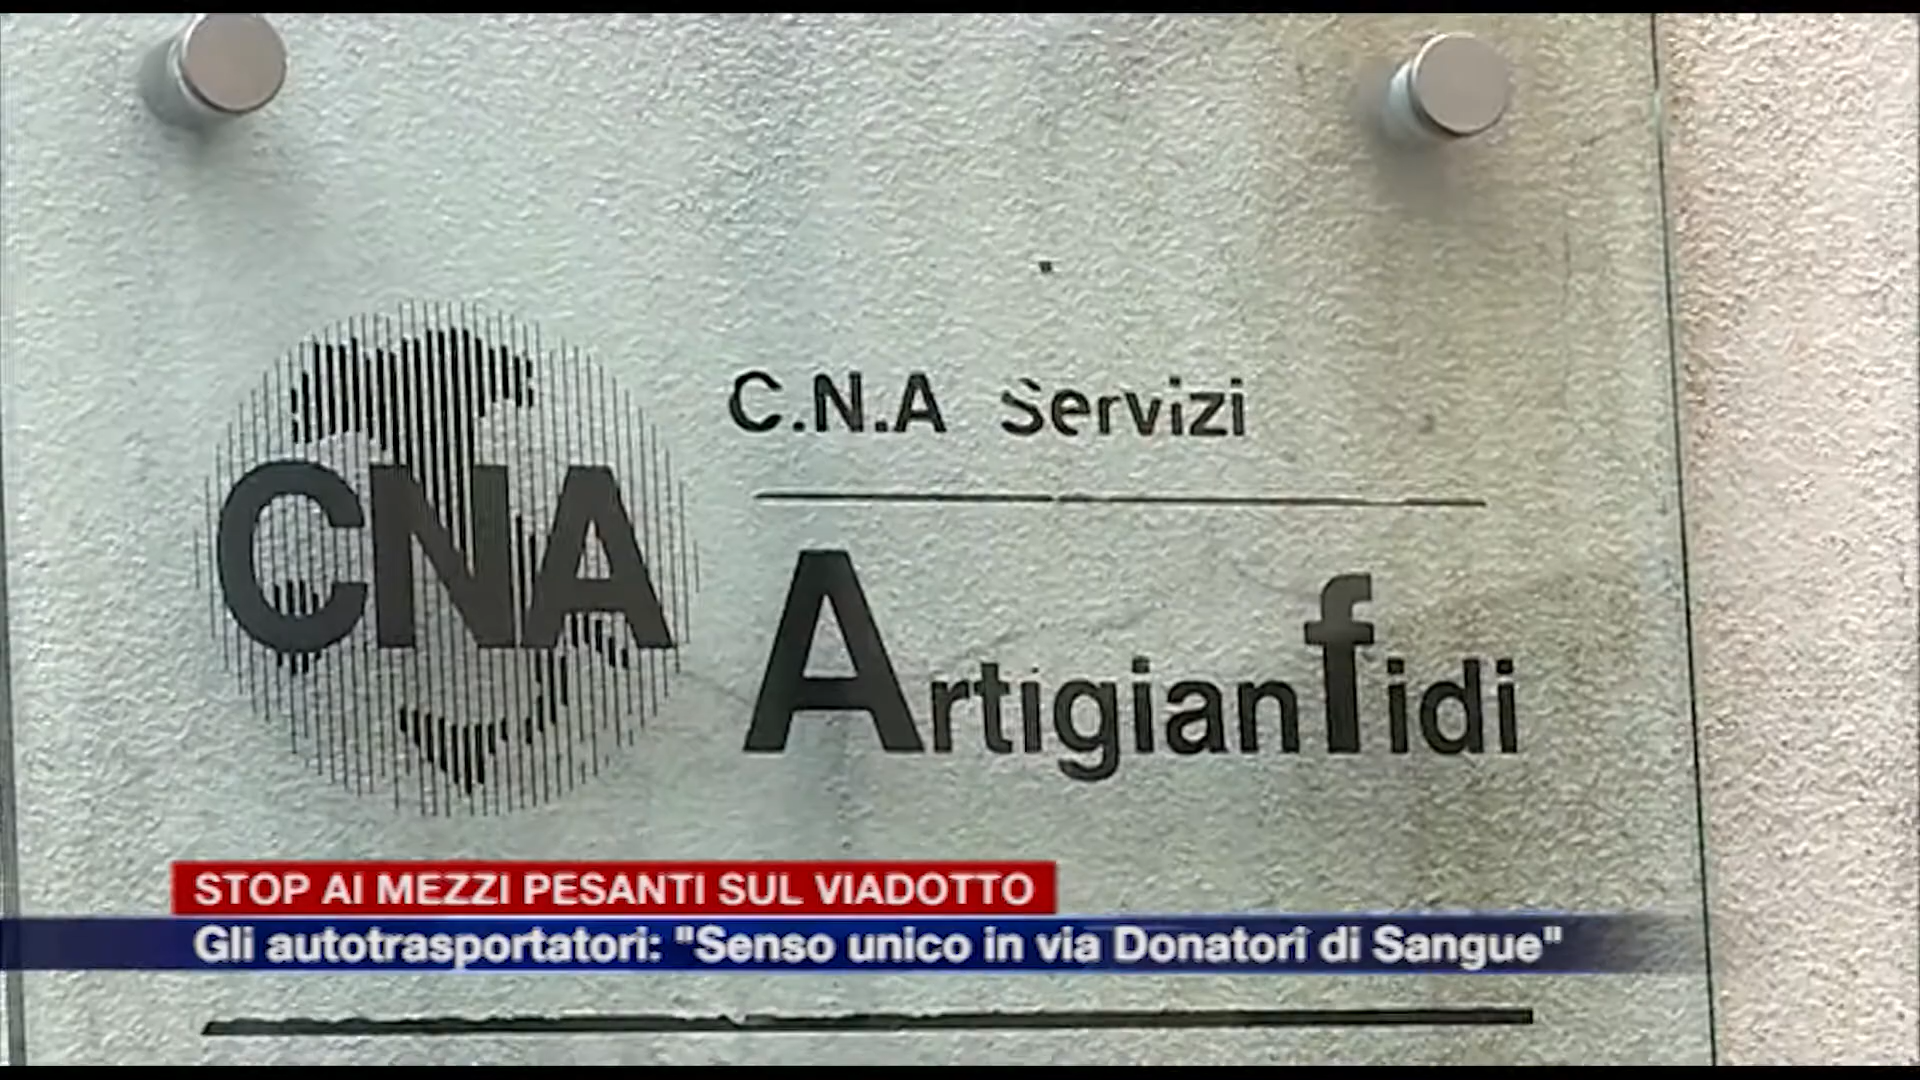 CNA
C.N.A Servizi
Artigianfidi
STOP AI MEZZI PESANTI SUL VIADOTTO
Gli autotrasportatori: "Senso unico in via Donatori di Sangue"